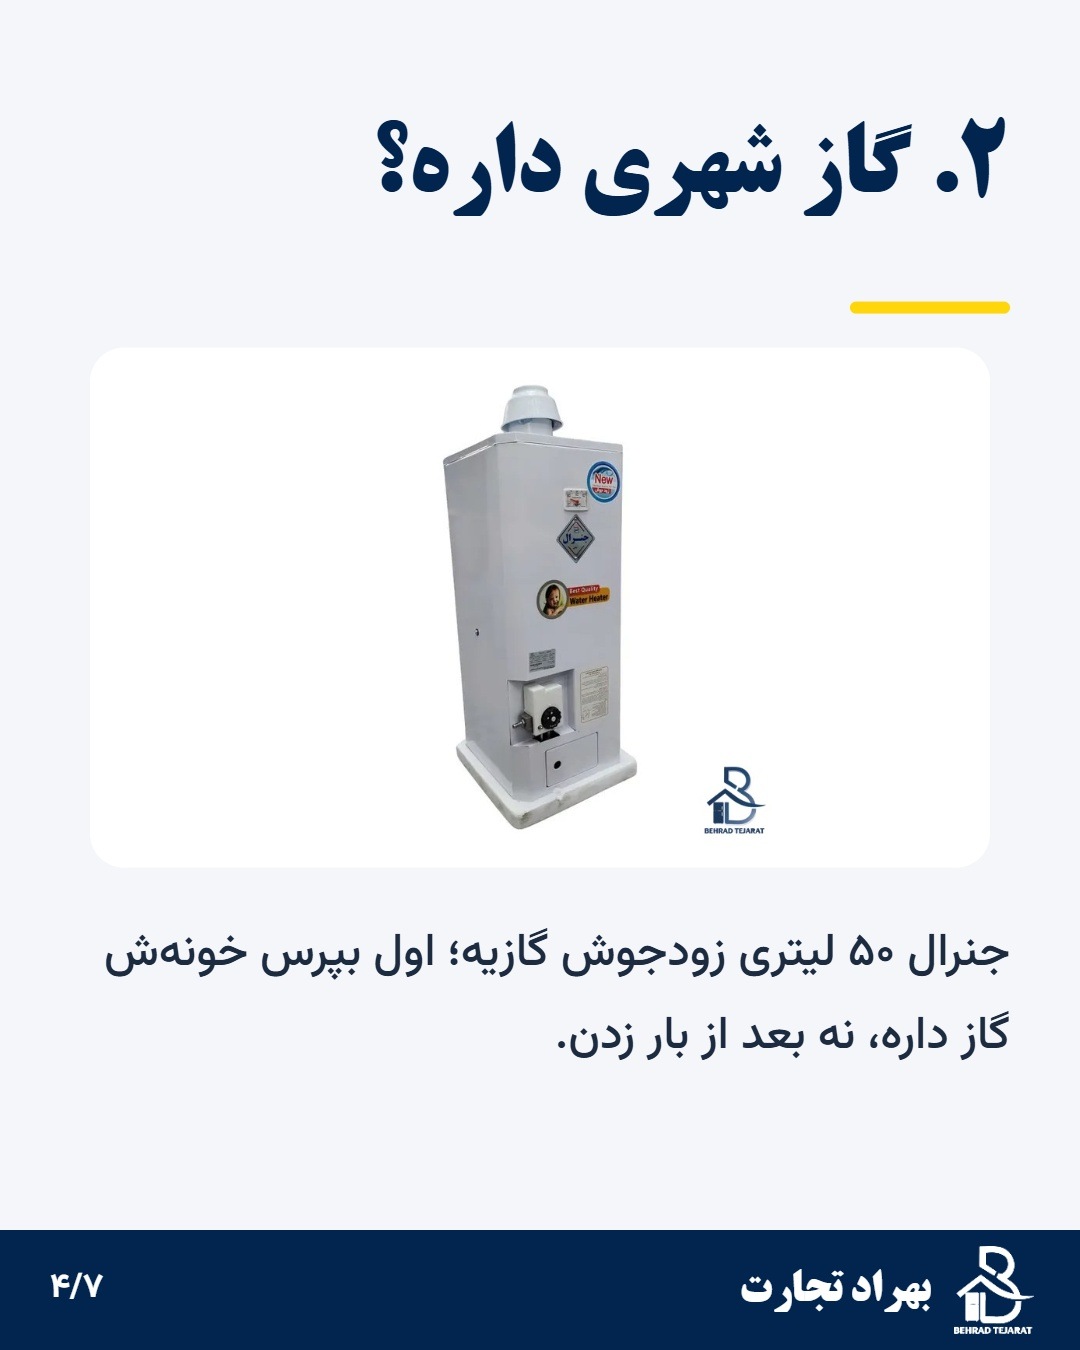 ۲. گاز شهری داره؟
New
جنرال
Best Quality
Water Heater
BEHRAD TEJARAT
جنرال ۵۰ لیتری زودجوش گازیه؛ اول بپرس خونه‌ش
گاز داره، نه بعد از بار زدن.
بهراد تجارت
BEHRAD TEJARAT
۴/۷